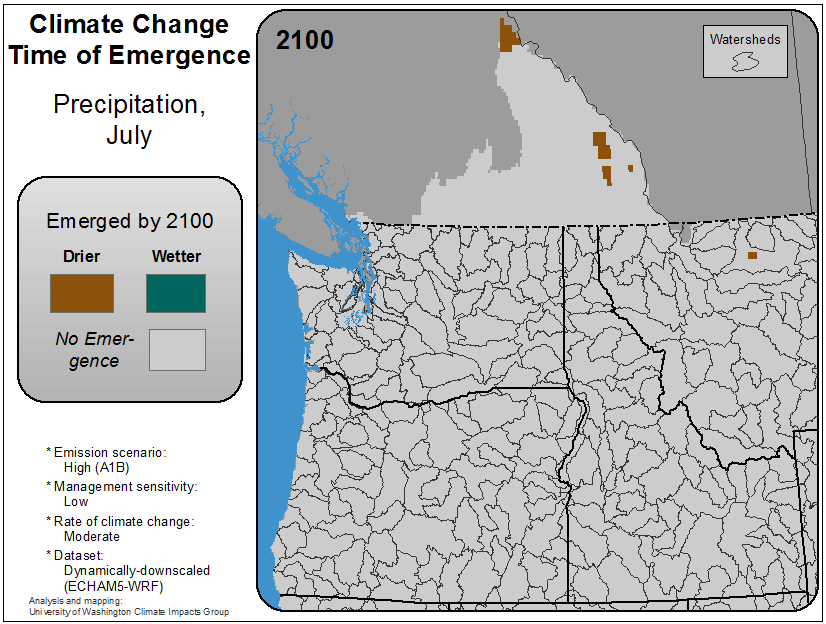 Climate Change
Time of Emergence
Precipitation,
July
Emerged by 2100
Drier
Wetter
No Emer-
gence
* Emission scenario:
High (A1B)
* Management sensitivity:
Low
* Rate of climate change:
Moderate
* Dataset:
Dynamically-downscaled
(ECHAM5-WRF)
Analysis and mapping:
University of Washington Climate Impacts Group
2100
Watersheds